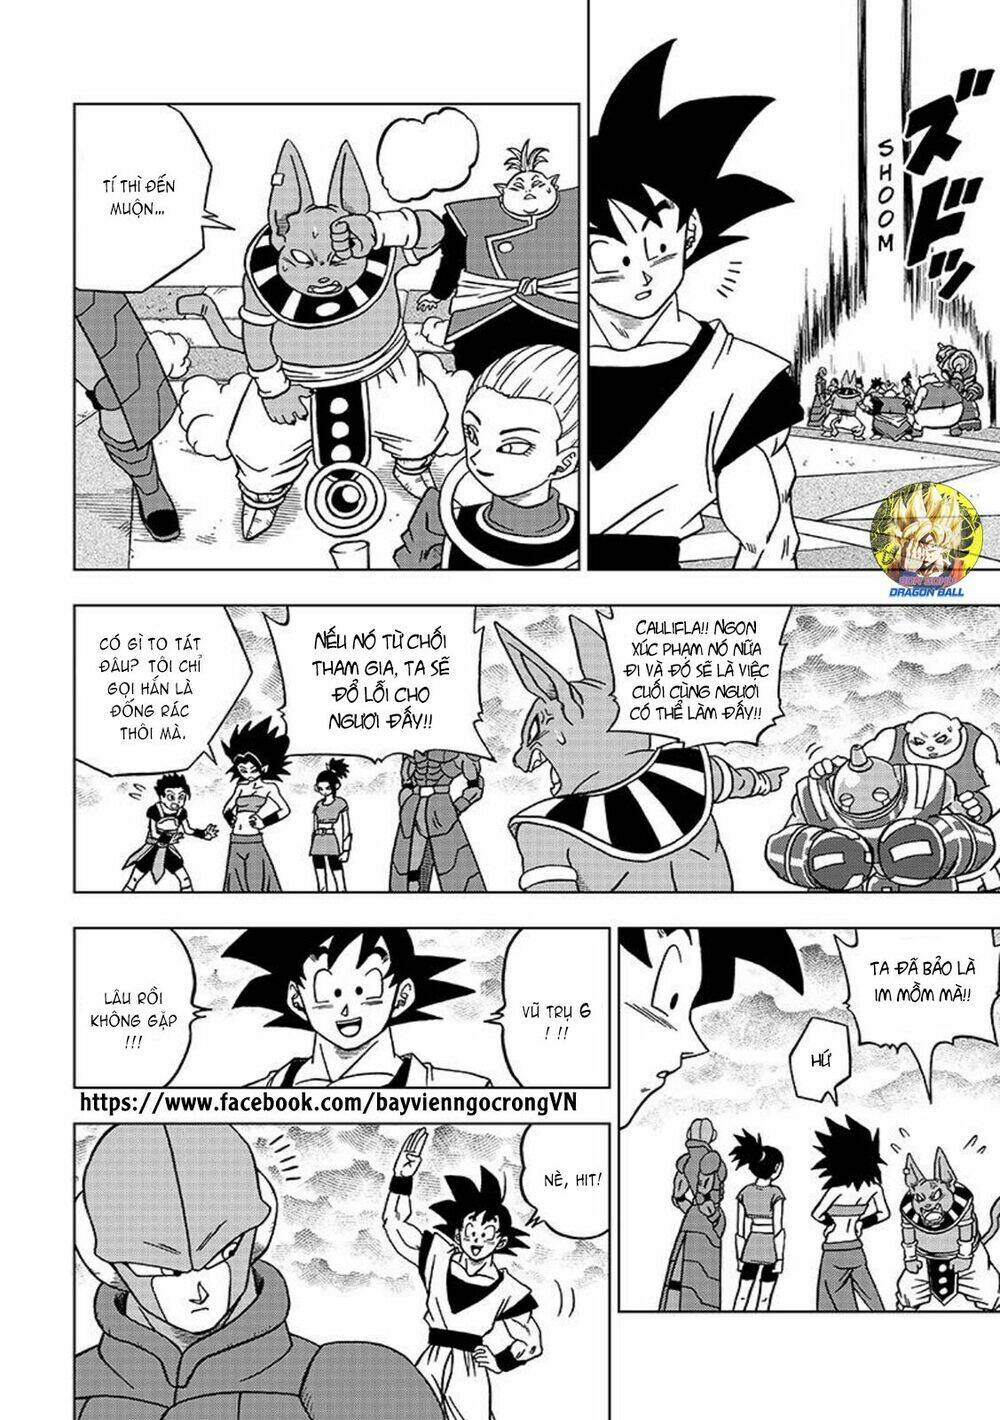 ズドッ
SHOOM
TÍ THÌ ĐẾN
MUỘN...
SON GOKU
DRAGON BALL
CAULIFLA!! NGON
XÚC PHẠM NÓ NỮA
ĐI VÀ ĐÓ SẼ LÀ VIỆC
CUỐI CÙNG NGƯƠI
CÓ THỂ LÀM ĐẤY!!
NẾU NÓ TỪ CHỐI
THAM GIA, TA SẼ
ĐỔ LỖI CHO
NGƯƠI ĐẤY!!
CÓ GÌ TO TÁT
ĐÂU? TÔI CHỈ
GỌI HẮN LÀ
ĐỐNG RÁC
THÔI MÀ.
TA ĐÃ BẢO LÀ
IM MỒM MÀ!!
HỨ
VŨ TRỤ 6
! !!
LÂU RỒI
KHÔNG GẶP
!!!
https://www.facebook.com/bayvienngocrongVN
NÈ, HIT!